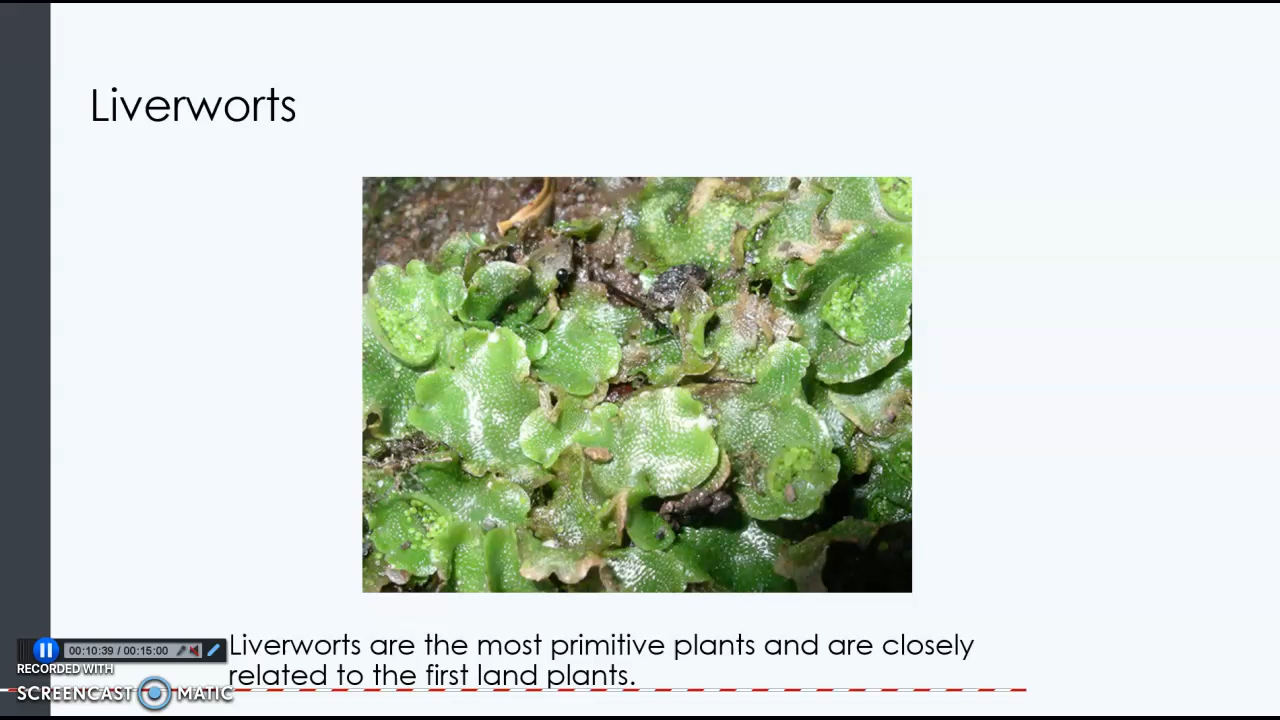 Liverworts
Liverworts are the most primitive plants and are closely
related to the first land plants.
00:10:39 / 00:15:00
RECORDED WITH
SCREENCAST MATIC